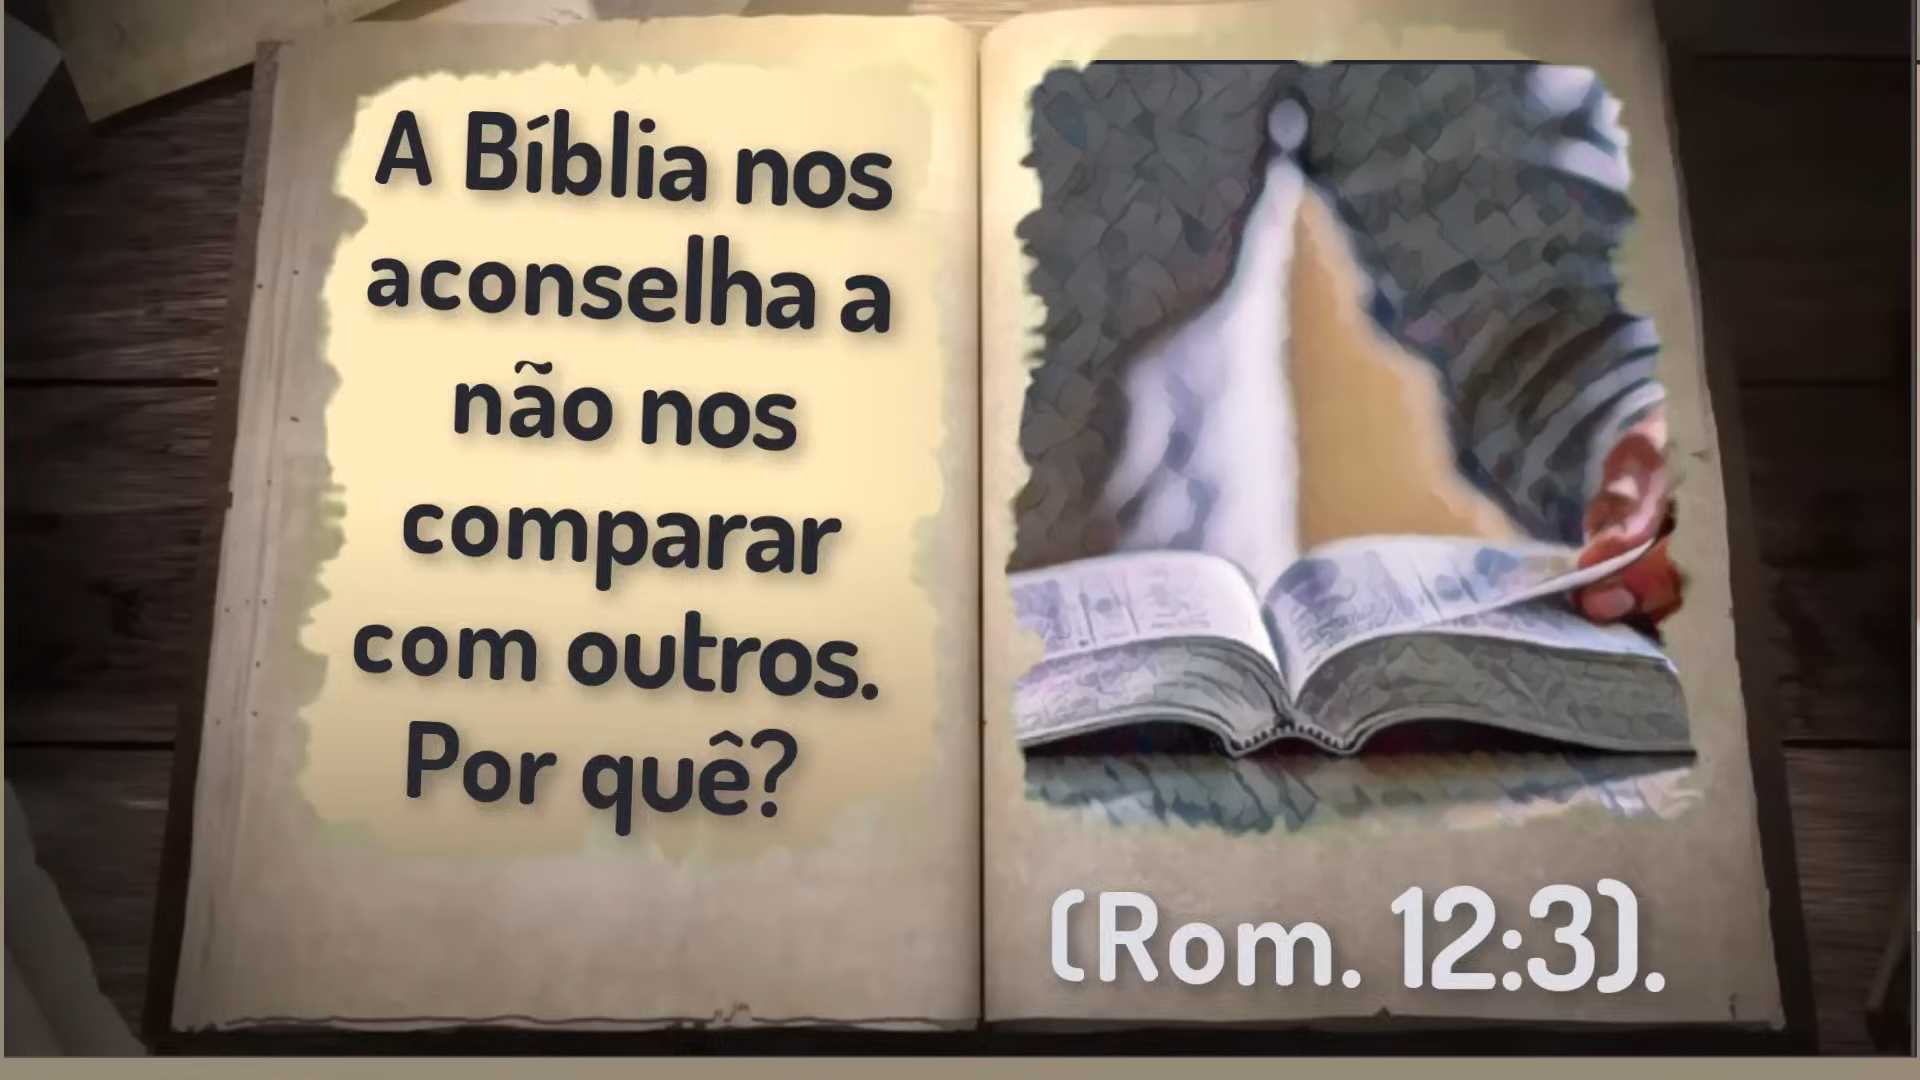 A Bíblia nos
aconselha a
não nos
comparar
com outros.
Por quê?
(Rom. 12:3).